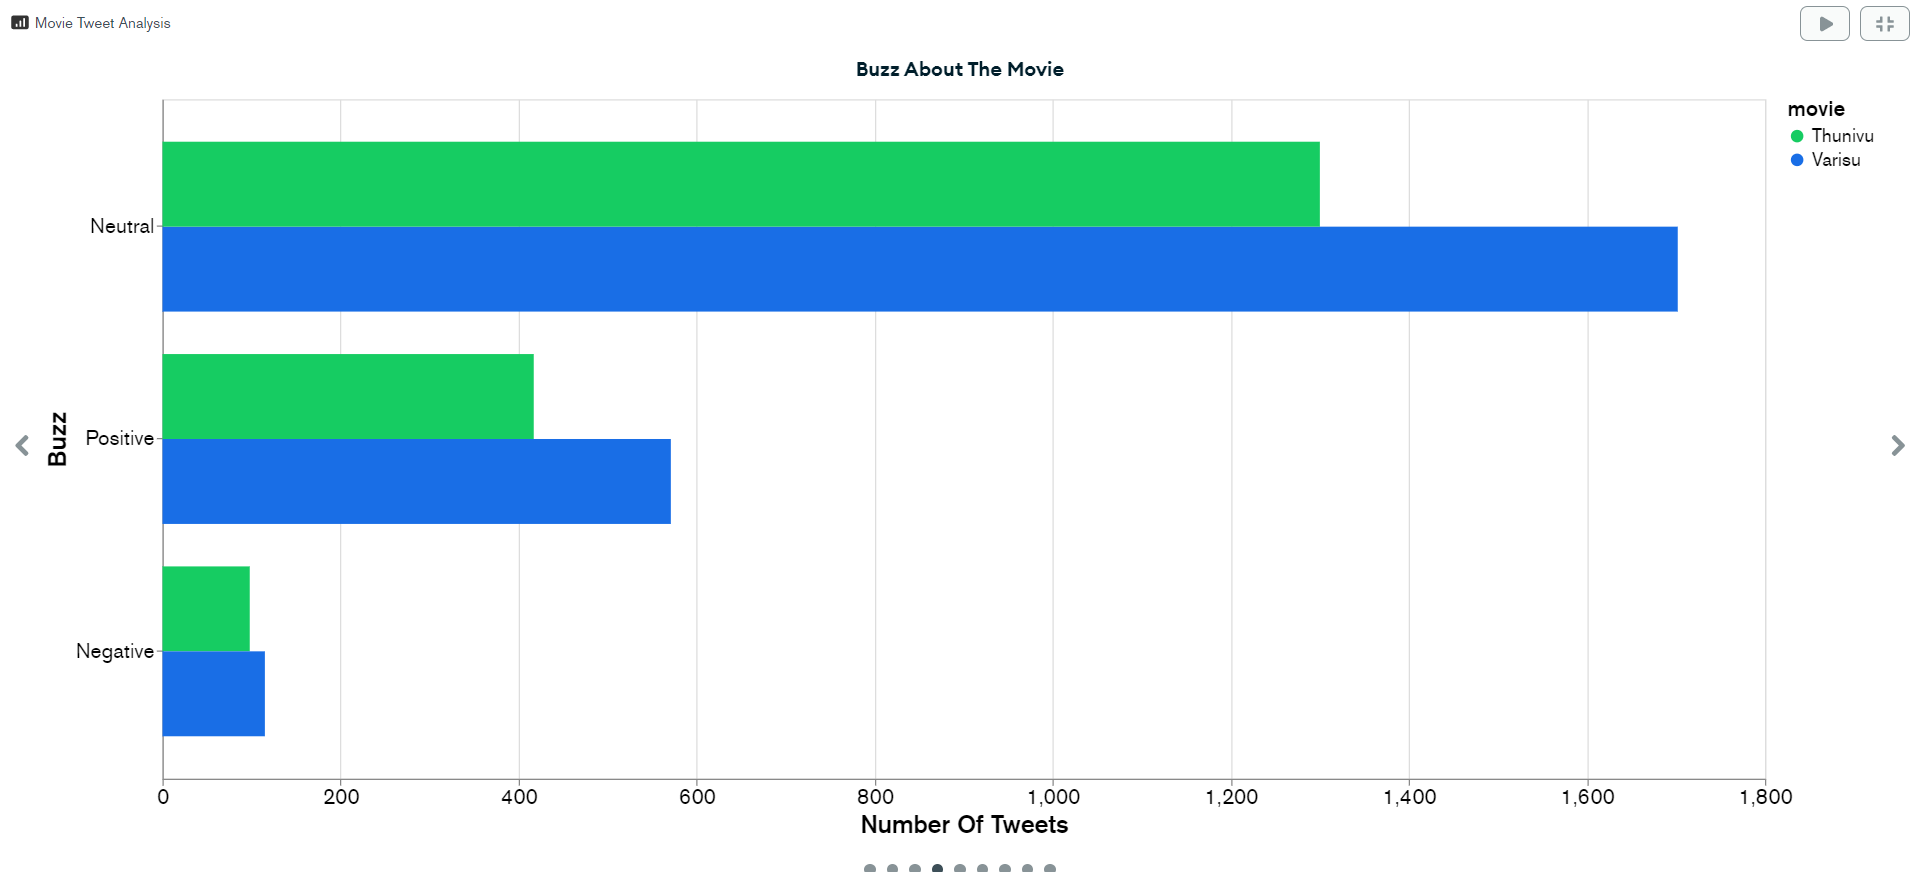 Movie Tweet Analysis
Buzz About The Movie
movie
Thunivu
Varisu
Neutral
Positive
Negative
Buzz
0 200 400 600 800 1,000 1,200 1,400 1,600 1,800
Number Of Tweets